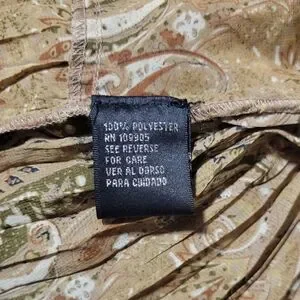 100% POLYESTER
RN 109905
SEE REVERSE
FOR CARE
VER AL DORSO
PARA CUIDADO